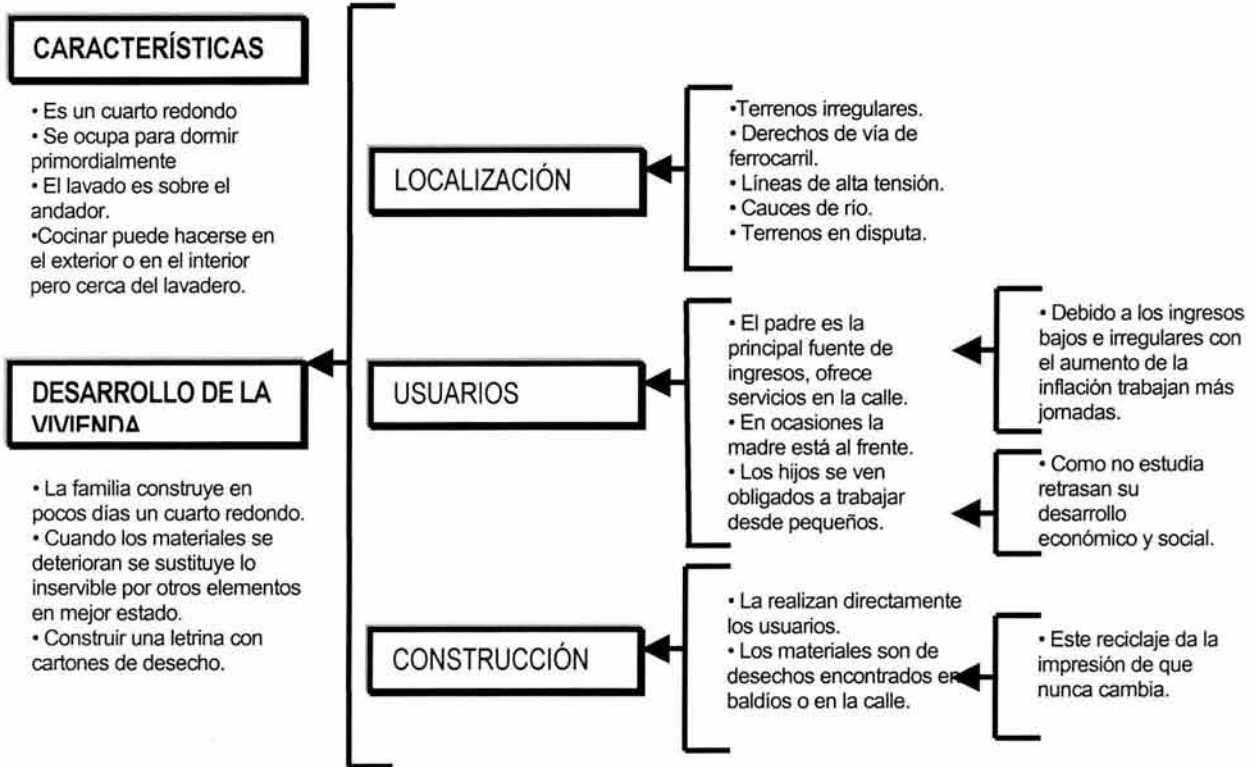 CARACTERÍSTICAS
• Es un cuarto redondo
• Se ocupa para dormir
primordialmente
• El lavado es sobre el
andador.
•Cocinar puede hacerse en
el exterior o en el interior
pero cerca del lavadero.
DESARROLLO DE LA
VIVIENDA
• La familia construye en
pocos días un cuarto redondo.
• Cuando los materiales se
deterioran se sustituye lo
inservible por otros elementos
en mejor estado.
• Construir una letrina con
cartones de desecho.
LOCALIZACIÓN
•Terrenos irregulares.
• Derechos de vía de
ferrocarril.
• Líneas de alta tensión.
• Cauces de río.
• Terrenos en disputa.
USUARIOS
• El padre es la
principal fuente de
ingresos, ofrece
servicios en la calle.
• En ocasiones la
madre está al frente.
• Los hijos se ven
obligados a trabajar
desde pequeños.
• Debido a los ingresos
bajos e irregulares con
el aumento de la
inflación trabajan más
jornadas.
• Como no estudia
retrasan su
desarrollo
económico y social.
CONSTRUCCIÓN
• La realizan directamente
los usuarios.
• Los materiales son de
desechos encontrados en
baldíos o en la calle.
• Este reciclaje da la
impresión de que
nunca cambia.